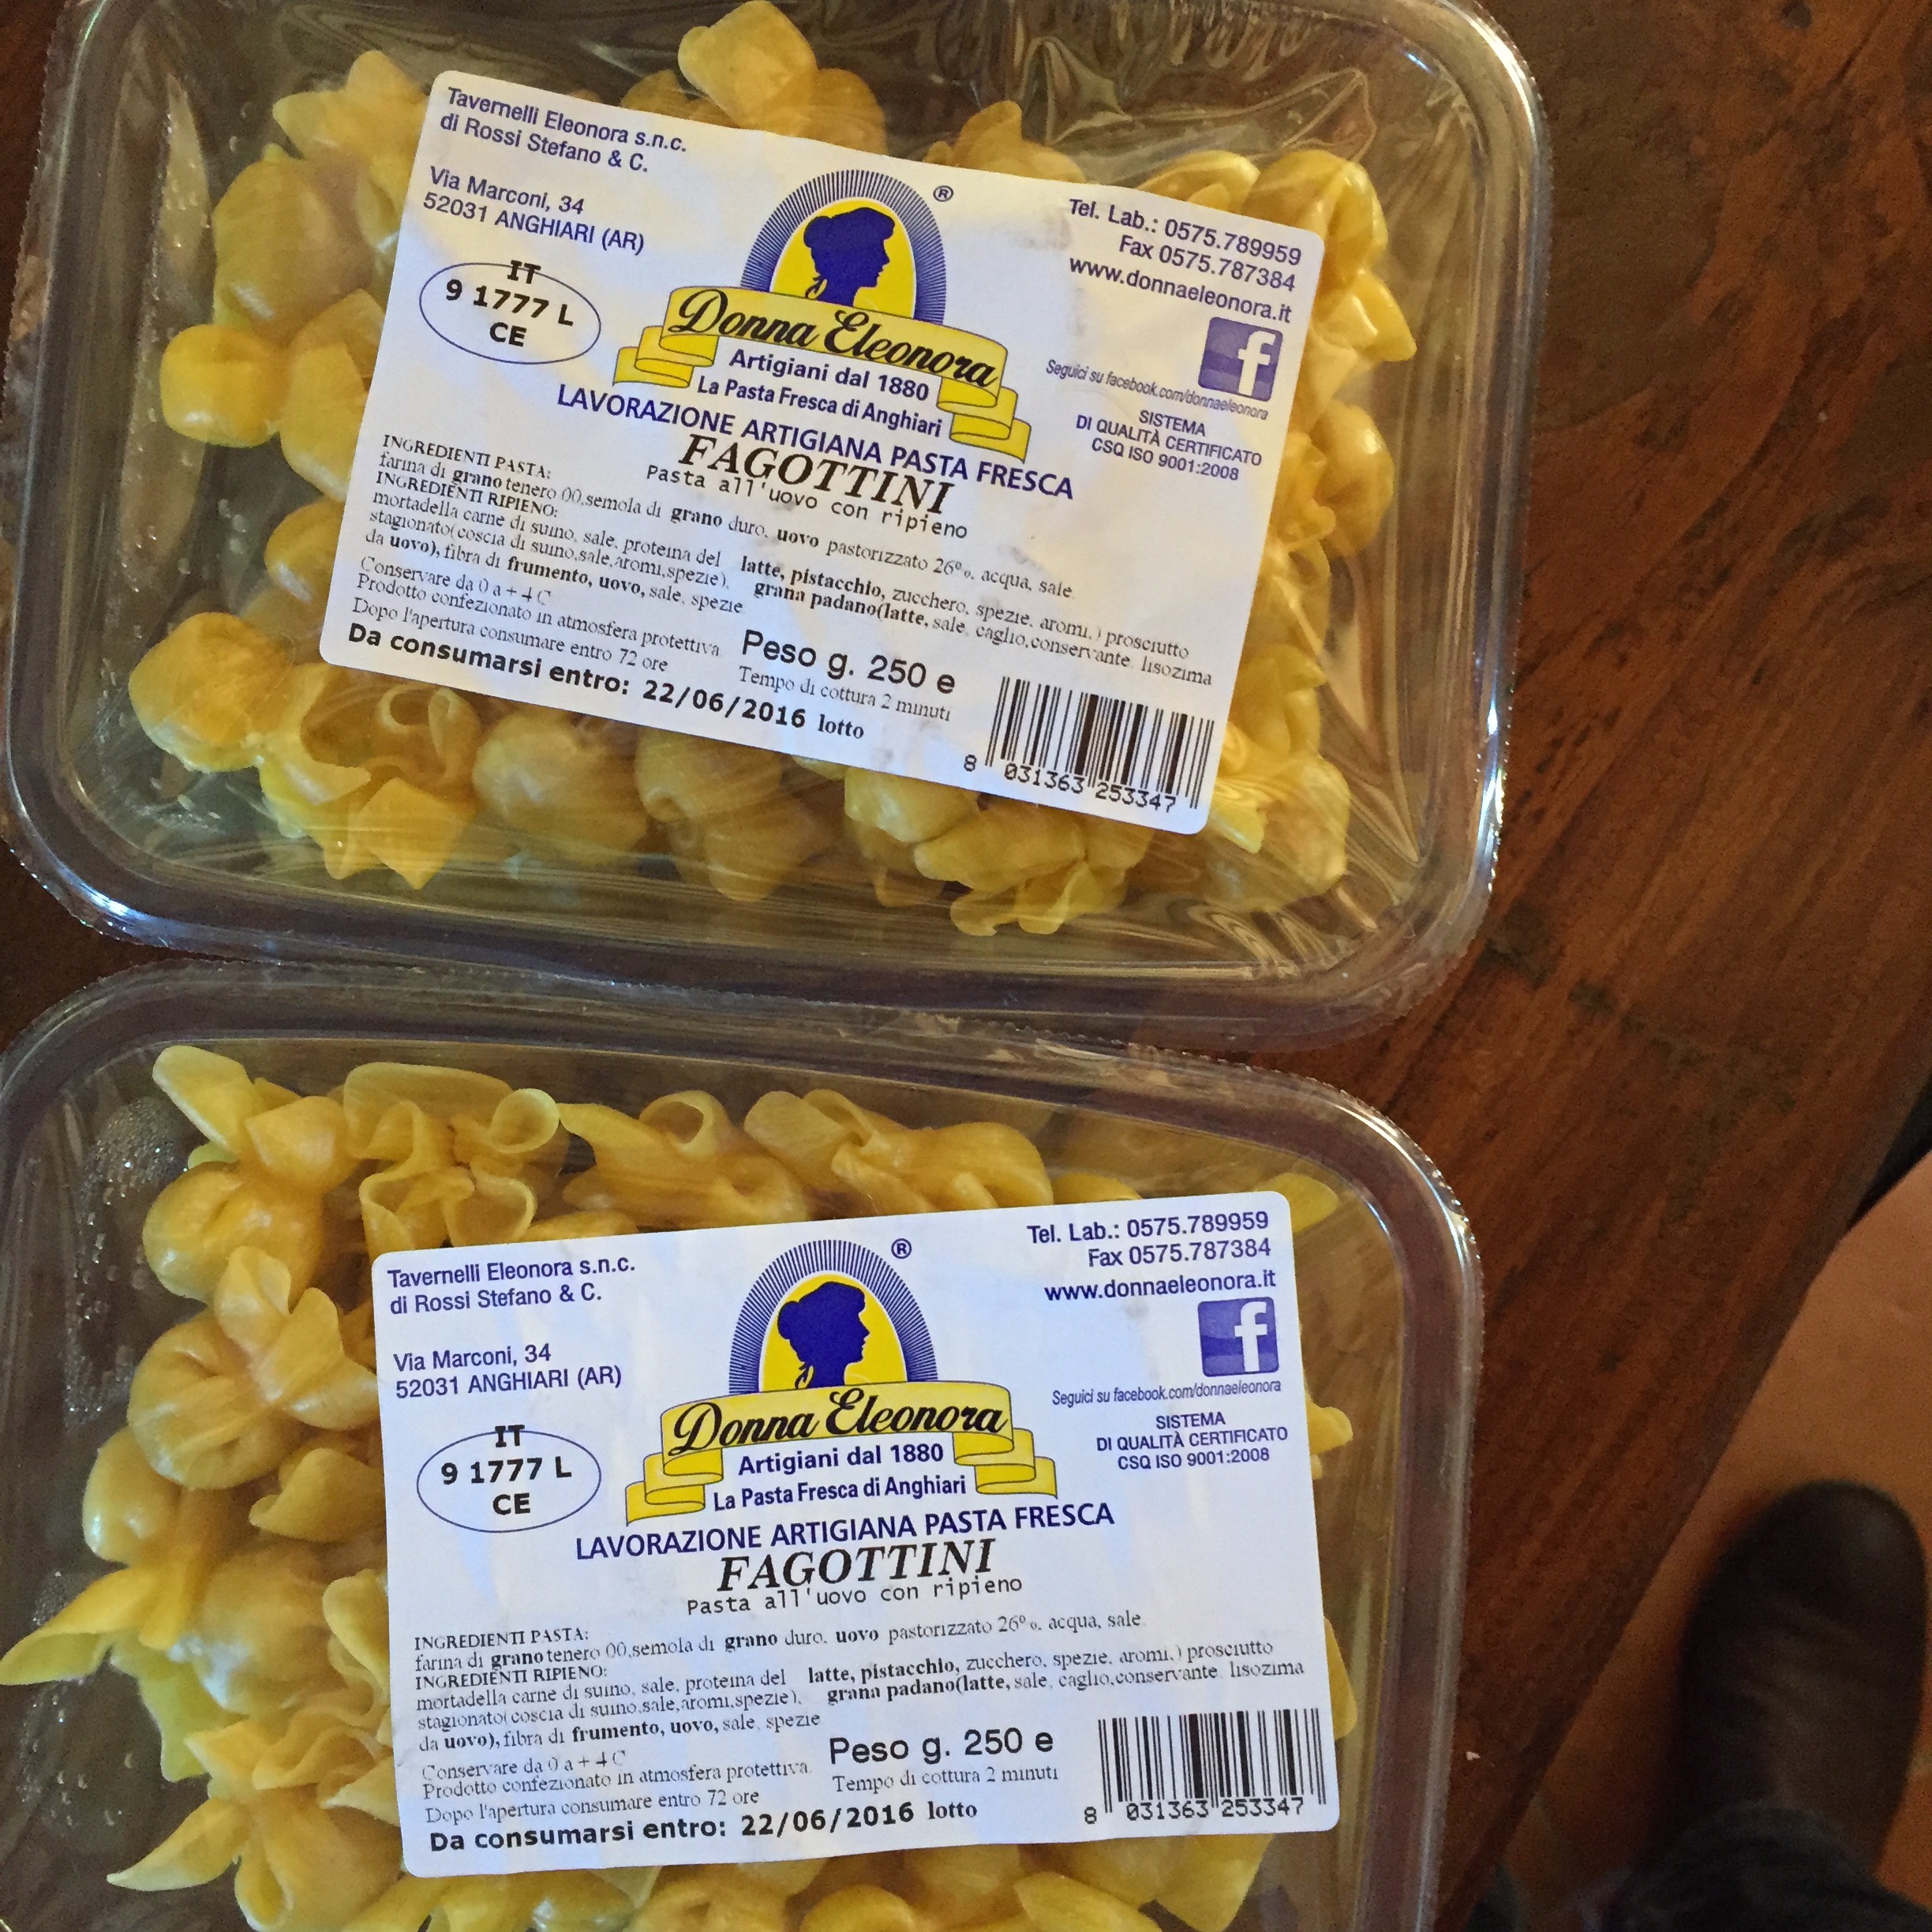 Tavernelli Eleonora s.n.c.
di Rossi Stefano & C.
Via Marconi, 34
52031 ANGHIARI (AR)
IT
9 1777 L
CE
®
Donna Eleonora
Artigiani dal 1880
La Pasta Fresca di Anghiari
Tel. Lab.: 0575.789959
Fax 0575.787384
www.donnaeleonora.it
f
Seguici su facebook.com/donnaeleonora
SISTEMA
DI QUALITÀ CERTIFICATO
CSQ ISO 9001:2008
LAVORAZIONE ARTIGIANA PASTA FRESCA
FAGOTTINI
Pasta all'uovo con ripieno
INGREDIENTI PASTA:
farina di grano tenero 00,semola di grano duro, uovo pastorizzato 26%, acqua, sale.
INGREDIENTI RIPIENO:
mortadella carne di suino, sale, proteina del latte, pistacchio, zucchero, spezie, aromi,) prosciutto
stagionato(coscia di suino,sale,aromi,spezie), grana padano(latte, sale, caglio,conservante: lisozima
da uovo), fibra di frumento, uovo, sale, spezie
Conservare da 0 a + 4 C
Prodotto confezionato in atmosfera protettiva.
Dopo l'apertura consumare entro 72 ore
Da consumarsi entro: 22/06/2016 lotto
Peso g. 250 e
Tempo di cottura 2 minuti
8 031363 253347
Tavernelli Eleonora s.n.c.
di Rossi Stefano & C.
Via Marconi, 34
52031 ANGHIARI (AR)
IT
9 1777 L
CE
®
Donna Eleonora
Artigiani dal 1880
La Pasta Fresca di Anghiari
Tel. Lab.: 0575.789959
Fax 0575.787384
www.donnaeleonora.it
f
Seguici su facebook.com/donnaeleonora
SISTEMA
DI QUALITÀ CERTIFICATO
CSQ ISO 9001:2008
LAVORAZIONE ARTIGIANA PASTA FRESCA
FAGOTTINI
Pasta all'uovo con ripieno
INGREDIENTI PASTA:
farina di grano tenero 00,semola di grano duro, uovo pastorizzato 26%, acqua, sale.
INGREDIENTI RIPIENO:
mortadella carne di suino, sale, proteina del latte, pistacchio, zucchero, spezie, aromi,) prosciutto
stagionato(coscia di suino,sale,aromi,spezie), grana padano(latte, sale, caglio,conservante: lisozima
da uovo), fibra di frumento, uovo, sale, spezie
Conservare da 0 a + 4 C
Prodotto confezionato in atmosfera protettiva.
Dopo l'apertura consumare entro 72 ore
Da consumarsi entro: 22/06/2016 lotto
Peso g. 250 e
Tempo di cottura 2 minuti
8 031363 253347